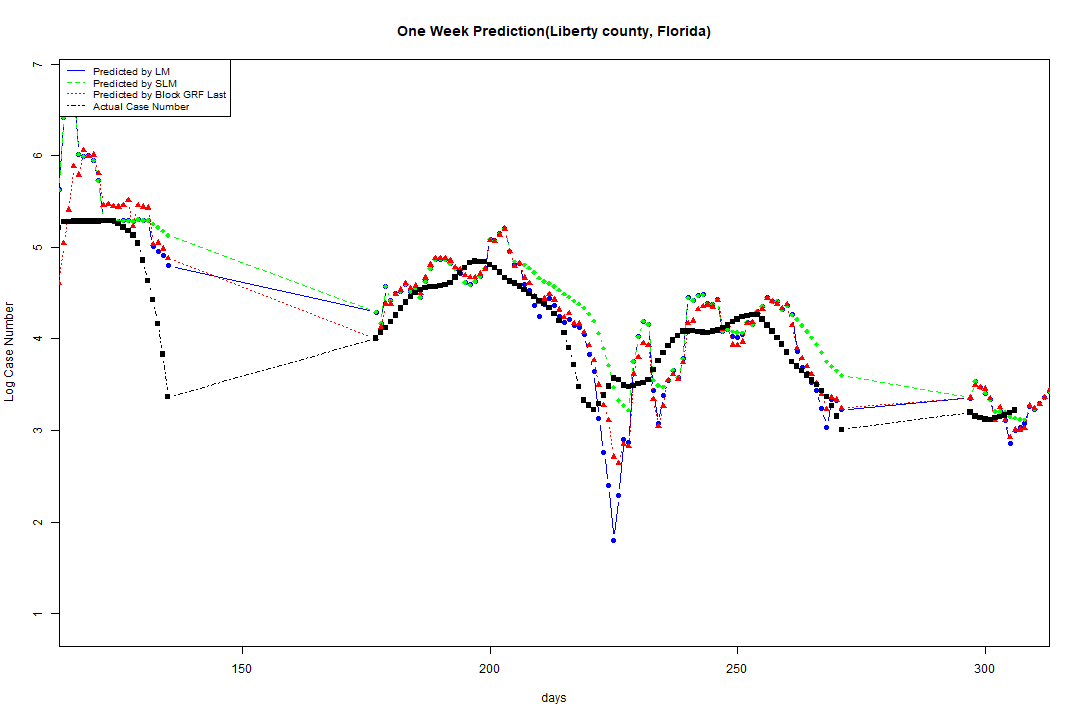 One Week Prediction(Liberty county, Florida)
Predicted by LM
Predicted by SLM
Predicted by Block GRF Last
Actual Case Number
7
6
5
4
3
2
1
Log Case Number
150
200
250
300
days